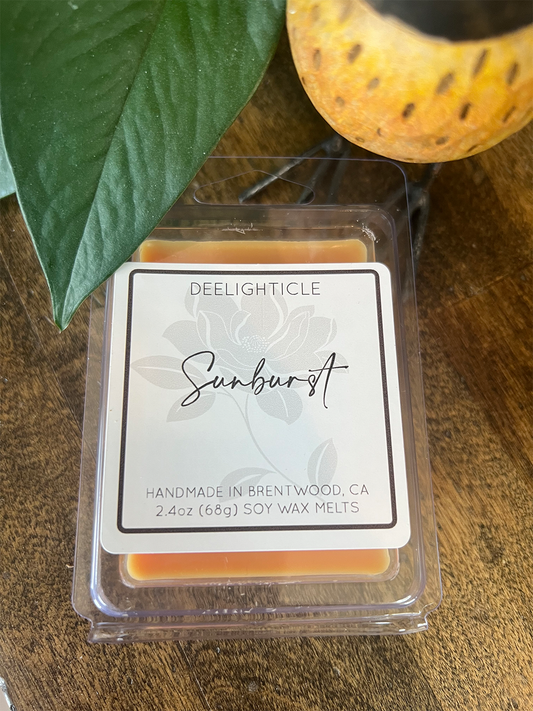 DEELIGHTICLE
Sunburst
HANDMADE IN BRENTWOOD, CA
2.4oz (68g) SOY WAX MELTS